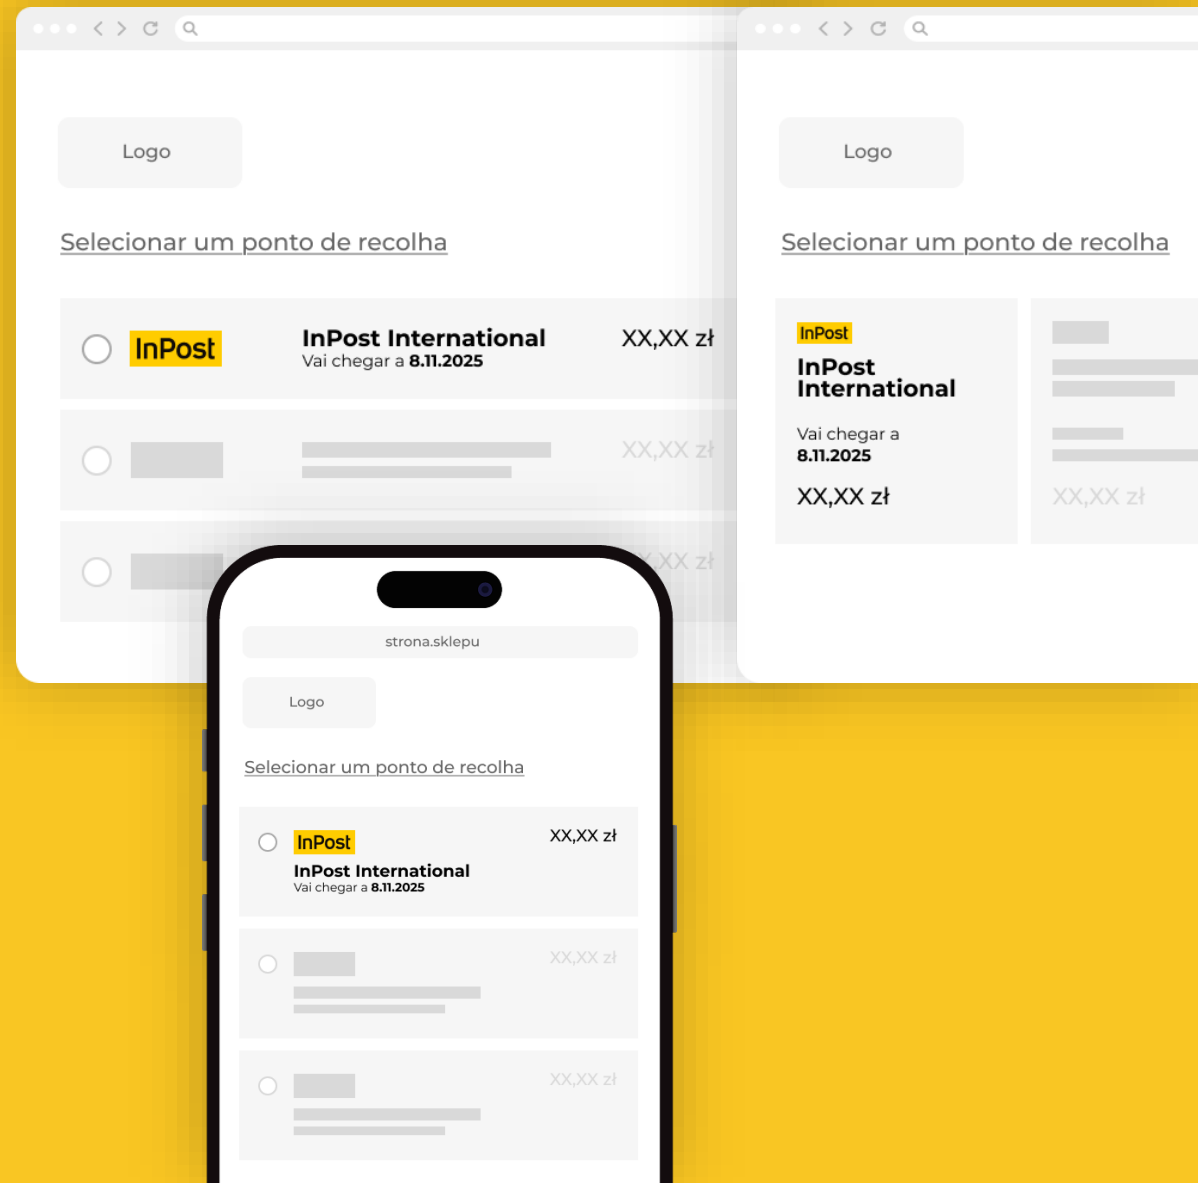 Logo
Selecionar um ponto de recolha
InPost
InPost International
Vai chegar a 8.11.2025
XX,XX zł
XX,XX zł
XX,XX zł
Logo
Selecionar um ponto de recolha
InPost
InPost
International
Vai chegar a
8.11.2025
XX,XX zł
XX,XX zł
strona.sklepu
Logo
Selecionar um ponto de recolha
InPost
XX,XX zł
InPost International
Vai chegar a 8.11.2025
XX,XX zł
XX,XX zł